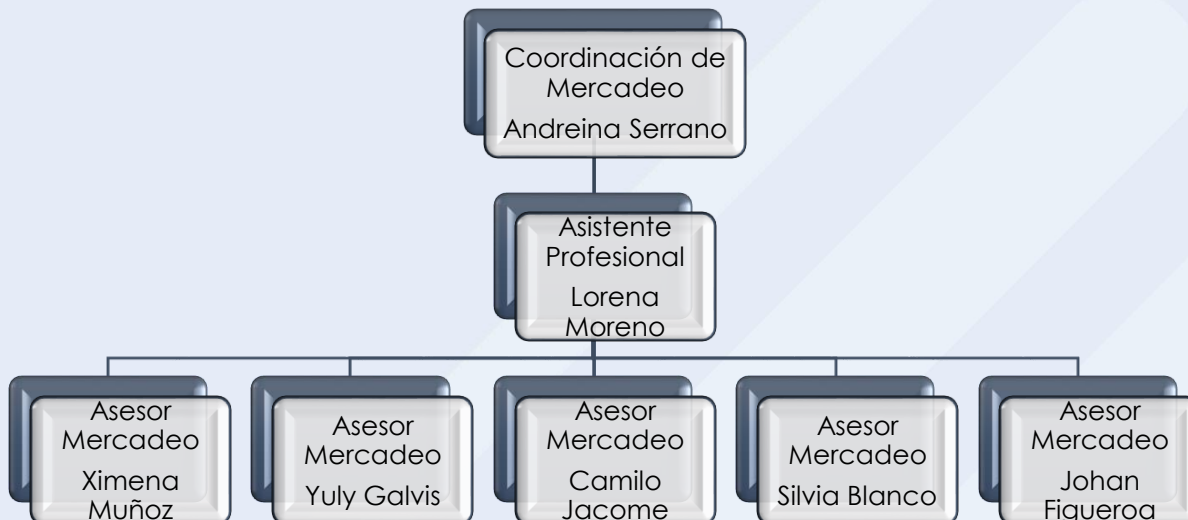 Coordinación de
Mercadeo
Andreina Serrano
Asistente
Profesional
Lorena
Moreno
Asesor
Mercadeo
Ximena
Muñoz
Asesor
Mercadeo
Yuly Galvis
Asesor
Mercadeo
Camilo
Jacome
Asesor
Mercadeo
Silvia Blanco
Asesor
Mercadeo
Johan
Figueroa